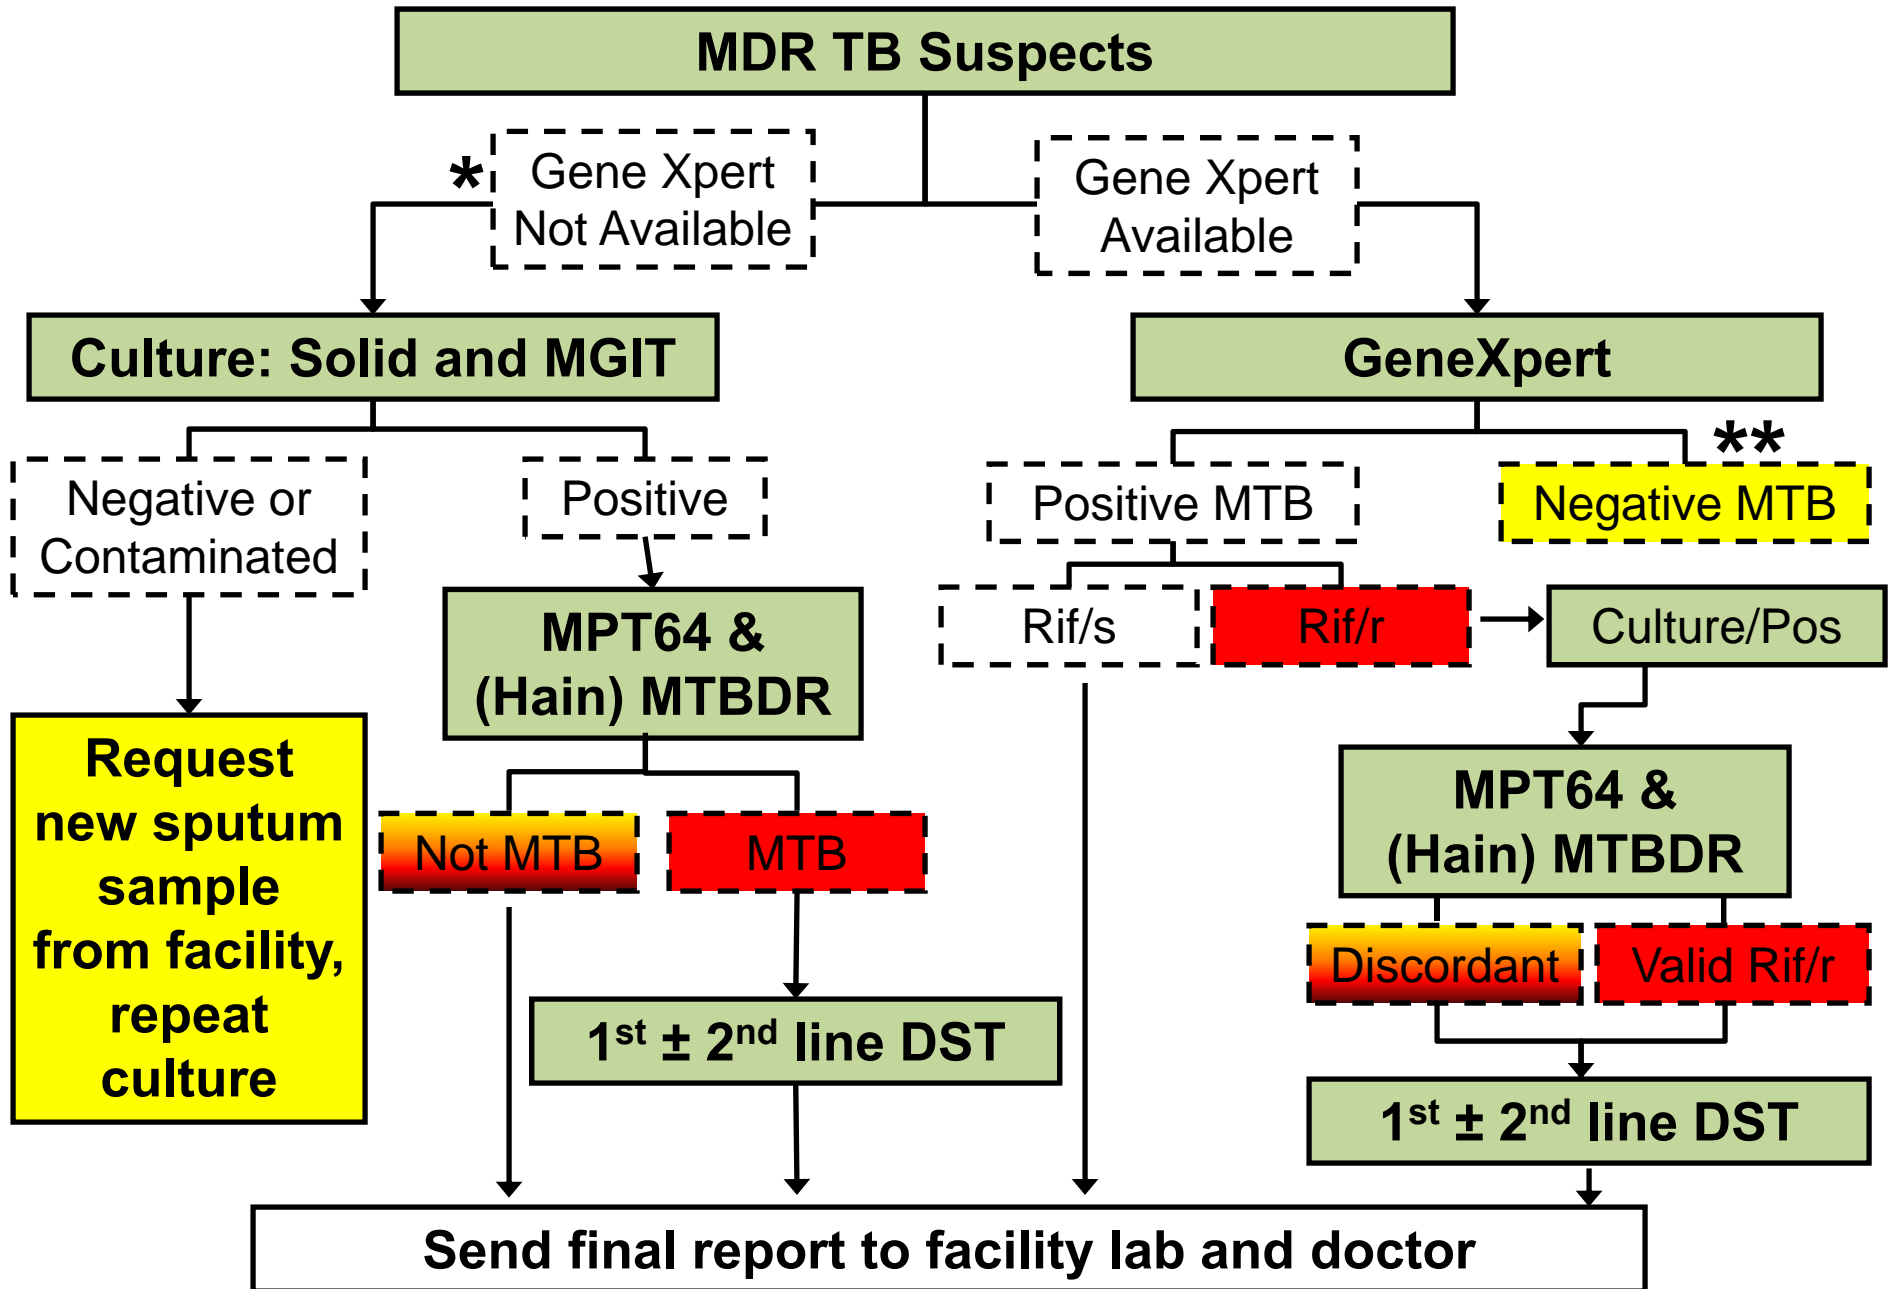 MDR TB Suspects
*
Gene Xpert
Not Available
Gene Xpert
Available
Culture: Solid and MGIT
GeneXpert
**
Negative or
Contaminated
Positive
Positive MTB
Negative MTB
MPT64 &
(Hain) MTBDR
Rif/s
Rif/r
Culture/Pos
Request
new sputum
sample
from facility,
repeat
culture
Not MTB
MTB
MPT64 &
(Hain) MTBDR
Discordant
Valid Rif/r
1st ± 2nd line DST
1st ± 2nd line DST
Send final report to facility lab and doctor